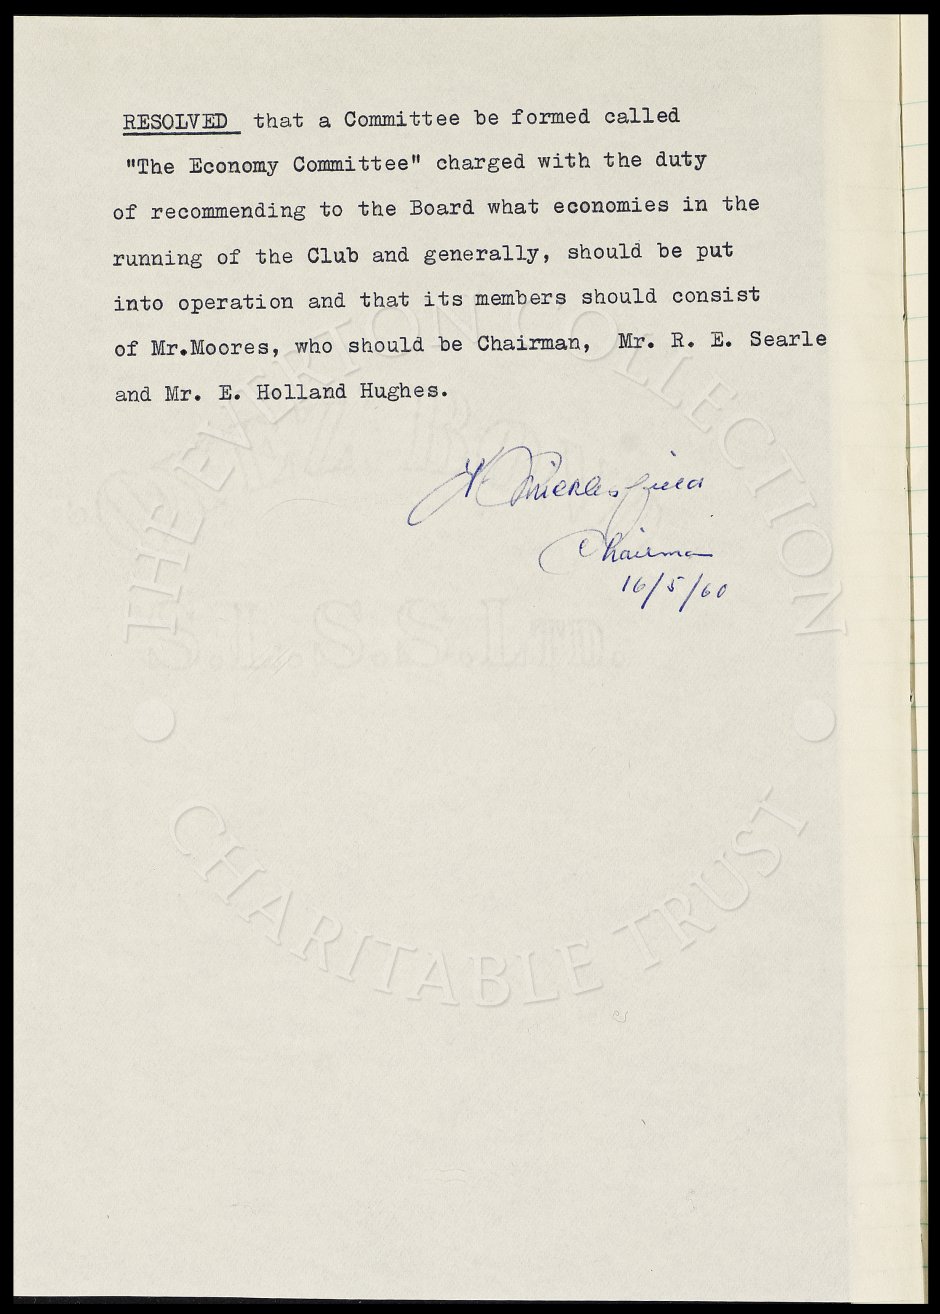 RESOLVED that a Committee be formed called
"The Economy Committee" charged with the duty
of recommending to the Board what economies in the
running of the Club and generally, should be put
into operation and that its members should consist
of Mr.Moores, who should be Chairman, Mr. R. E. Searle
and Mr. E. Holland Hughes.
Chairman
16/5/60
THE EVERTON COLLECTION
CHARITABLE TRUST